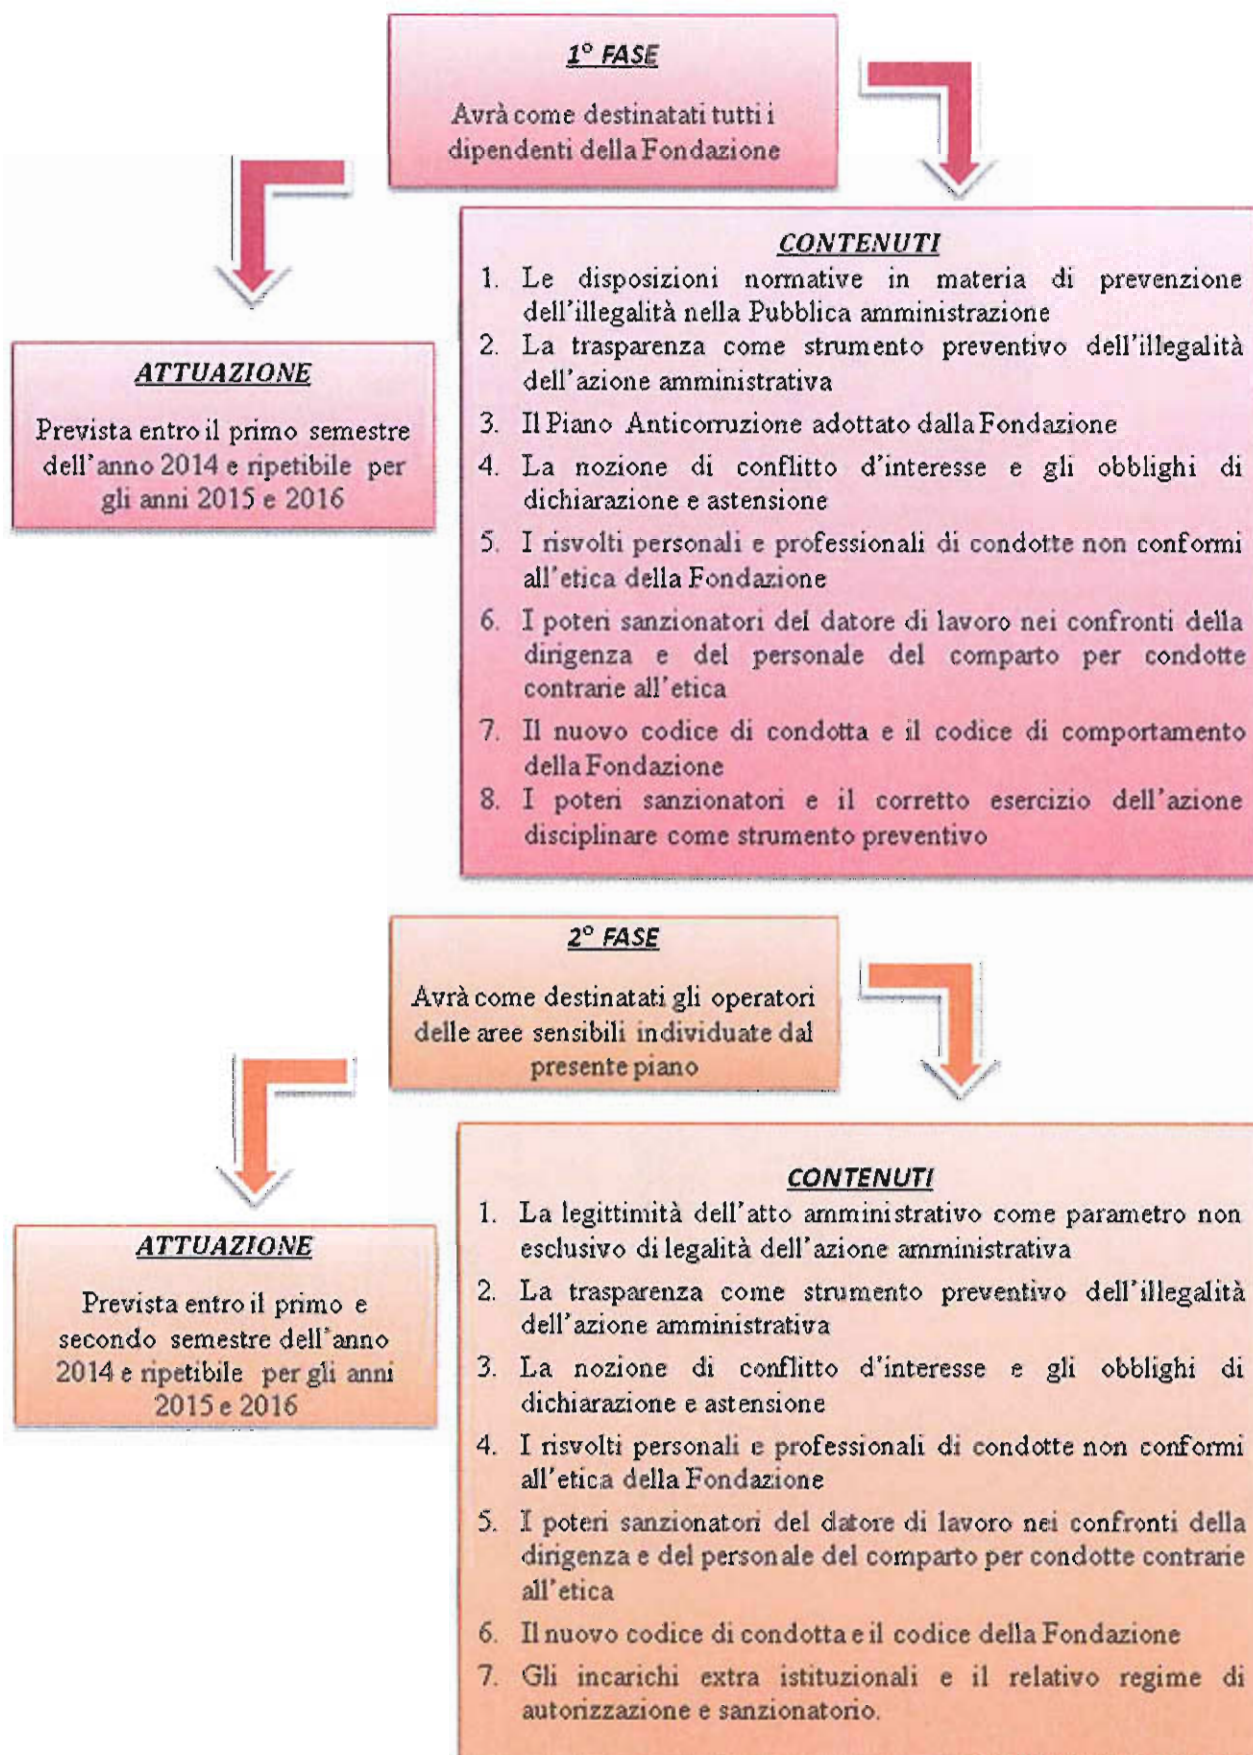 1° FASE
Avrà come destinatati tutti i
dipendenti della Fondazione
CONTENUTI
1. Le disposizioni normative in materia di prevenzione
dell'illegalità nella Pubblica amministrazione
2. La trasparenza come strumento preventivo dell'illegalità
dell'azione amministrativa
3. Il Piano Anticorruzione adottato dalla Fondazione
4. La nozione di conflitto d'interesse e gli obblighi di
dichiarazione e astensione
5. I risvolti personali e professionali di condotte non conformi
all'etica della Fondazione
6. I poteri sanzionatori del datore di lavoro nei confronti della
dirigenza e del personale del comparto per condotte
contrarie all'etica
7. Il nuovo codice di condotta e il codice di comportamento
della Fondazione
8. I poteri sanzionatori e il corretto esercizio dell'azione
disciplinare come strumento preventivo
ATTUAZIONE
Prevista entro il primo semestre
dell'anno 2014 e ripetibile per
gli anni 2015 e 2016
2° FASE
Avrà come destinatati gli operatori
delle aree sensibili individuate dal
presente piano
CONTENUTI
1. La legittimità dell'atto amministrativo come parametro non
esclusivo di legalità dell'azione amministrativa
2. La trasparenza come strumento preventivo dell'illegalità
dell'azione amministrativa
3. La nozione di conflitto d'interesse e gli obblighi di
dichiarazione e astensione
4. I risvolti personali e professionali di condotte non conformi
all'etica della Fondazione
5. I poteri sanzionatori del datore di lavoro nei confronti della
dirigenza e del personale del comparto per condotte contrarie
all'etica
6. Il nuovo codice di condotta e il codice della Fondazione
7. Gli incarichi extra istituzionali e il relativo regime di
autorizzazione e sanzionatorio.
ATTUAZIONE
Prevista entro il primo e
secondo semestre dell'anno
2014 e ripetibile per gli anni
2015 e 2016